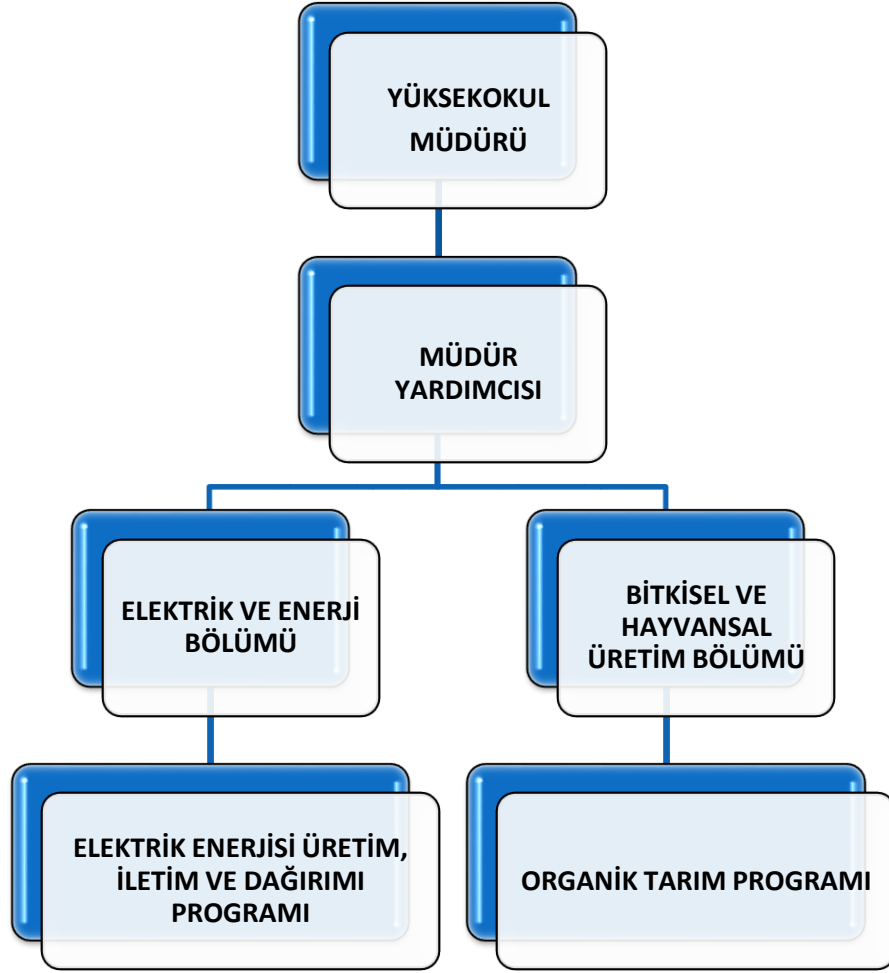 YÜKSEKOKUL
MÜDÜRÜ
MÜDÜR
YARDIMCISI
ELEKTRİK VE ENERJİ
BÖLÜMÜ
BİTKİSEL VE
HAYVANSAL
ÜRETİM BÖLÜMÜ
ELEKTRİK ENERJİSİ ÜRETİM,
İLETİM VE DAĞIRIMI
PROGRAMI
ORGANİK TARIM PROGRAMI